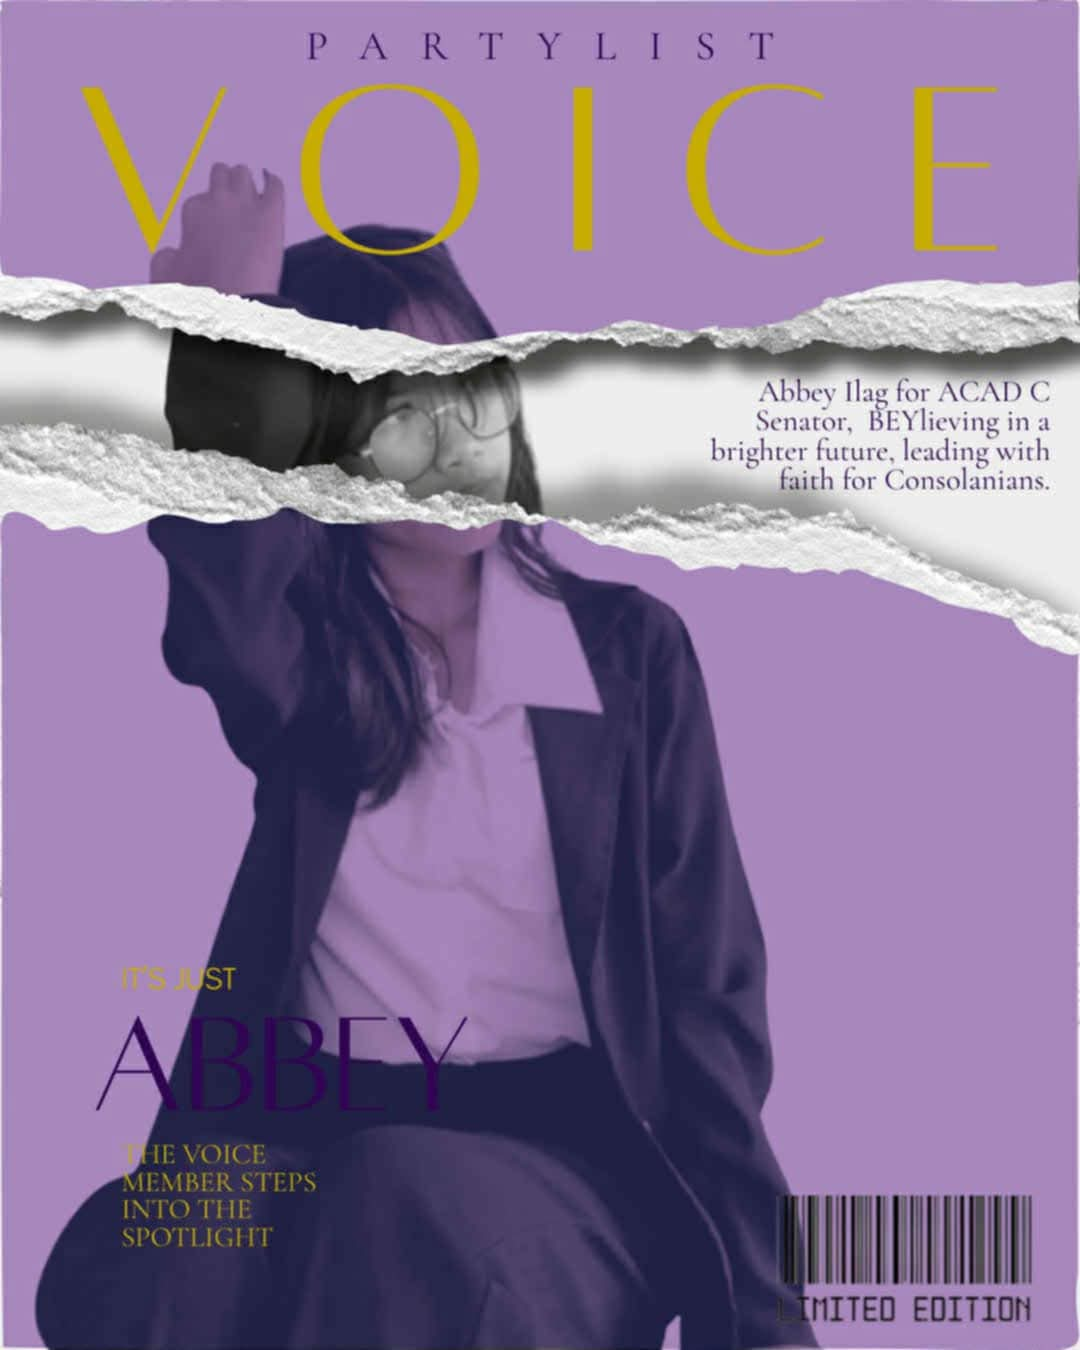 PARTYLIST
VOICE
Abbey Ilag for ACAD C
Senator, BEYlieving in a
brighter future, leading with
faith for Consolanians.
IT'S JUST
ABBEY
THE VOICE
MEMBER STEPS
INTO THE
SPOTLIGHT
LIMITED EDITION